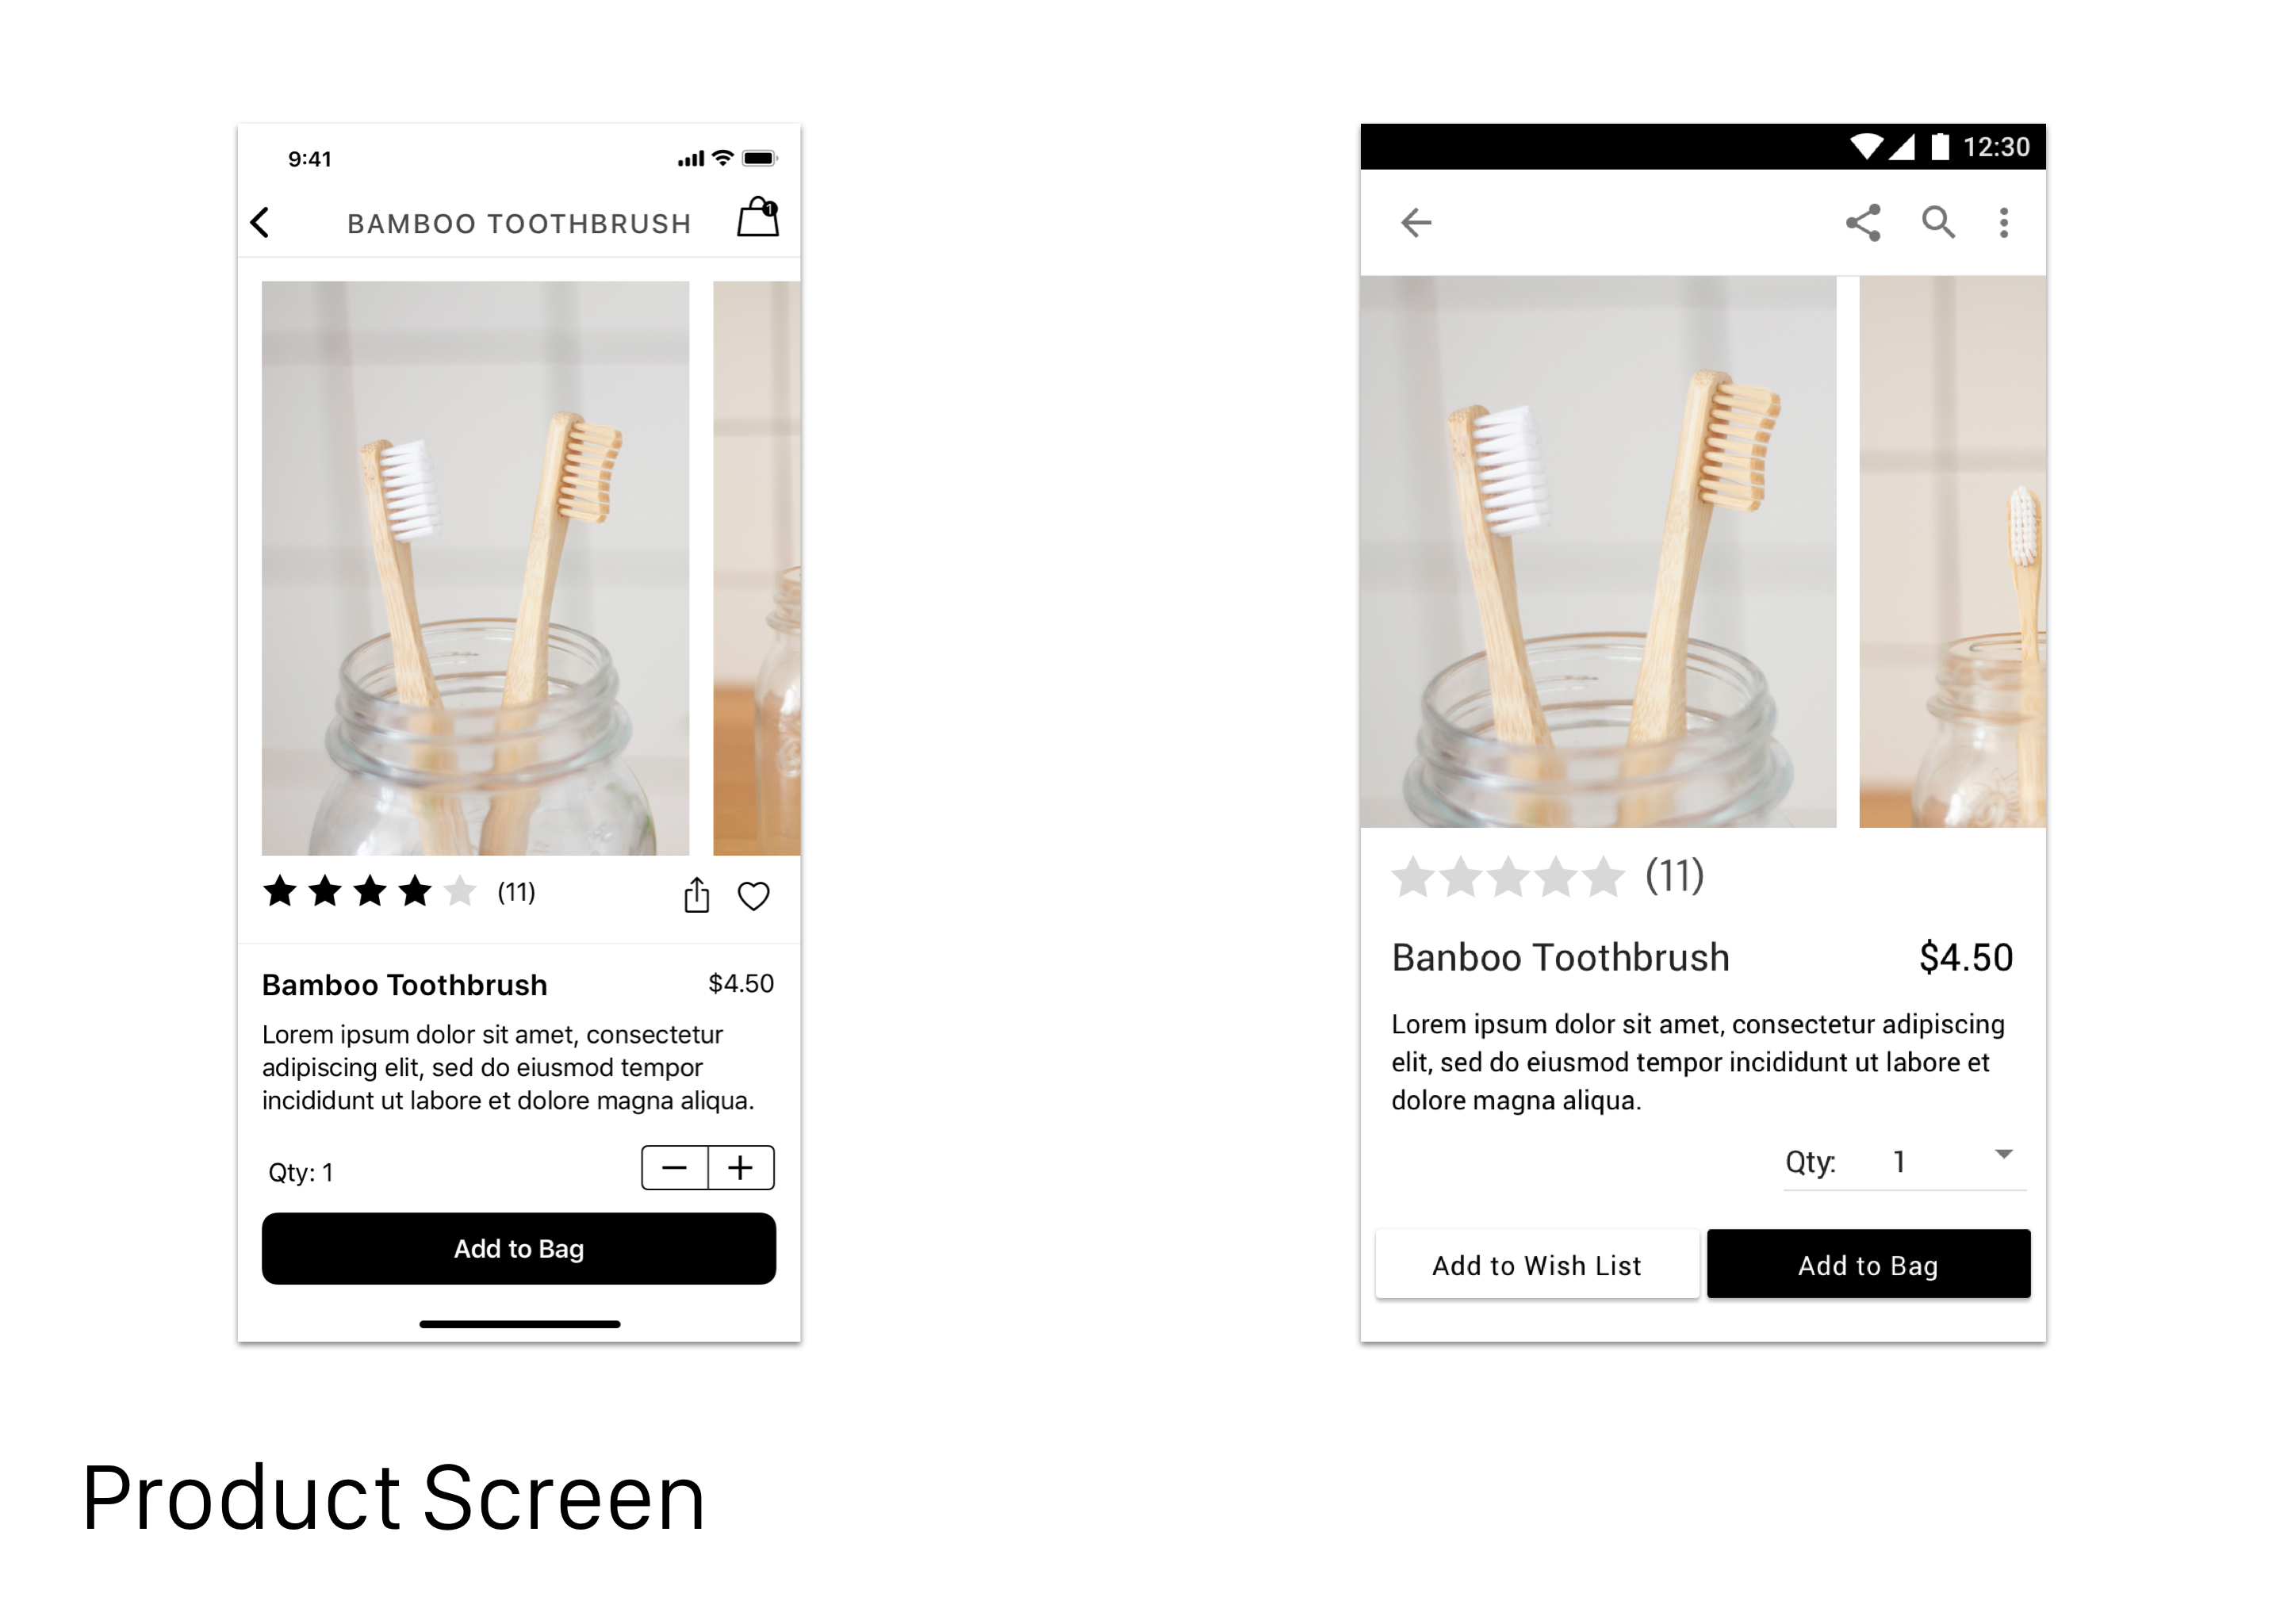 9:41
BAMBOO TOOTHBRUSH
1
(11)
Bamboo Toothbrush
$4.50
Lorem ipsum dolor sit amet, consectetur
adipiscing elit, sed do eiusmod tempor
incididunt ut labore et dolore magna aliqua.
Qty: 1
Add to Bag
12:30
(11)
Banboo Toothbrush
$4.50
Lorem ipsum dolor sit amet, consectetur adipiscing
elit, sed do eiusmod tempor incididunt ut labore et
dolore magna aliqua.
Qty: 1
Add to Wish List
Add to Bag
Product Screen